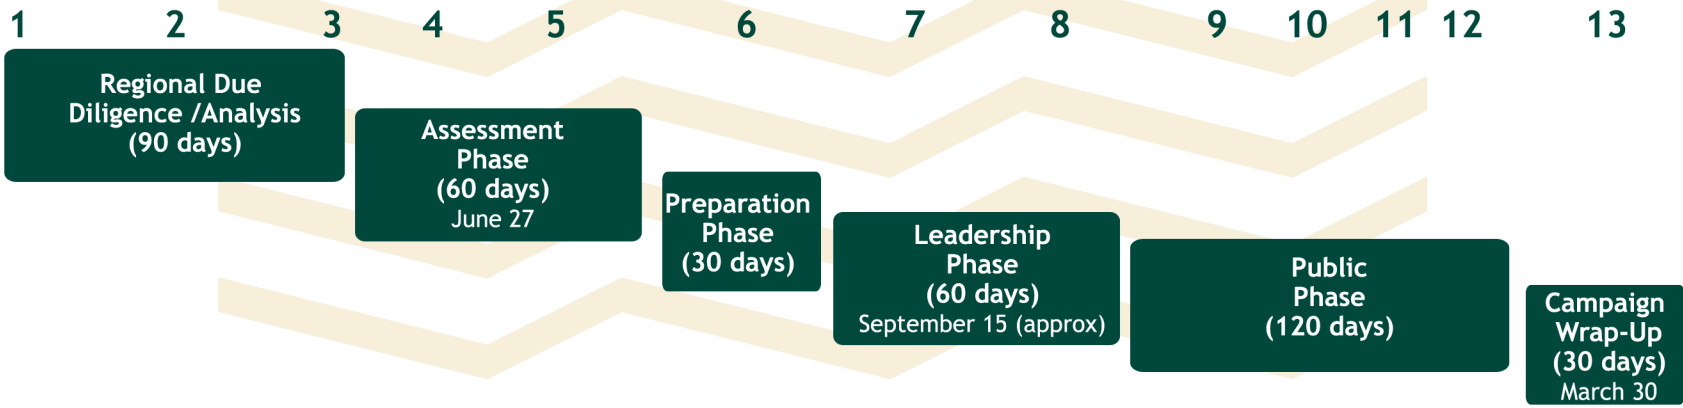 1 2 3 4 5 6 7 8 9 10 11 12 13
Regional Due
Diligence /Analysis
(90 days)
Assessment
Phase
(60 days)
June 27
Preparation
Phase
(30 days)
Leadership
Phase
(60 days)
September 15 (approx)
Public
Phase
(120 days)
Campaign
Wrap-Up
(30 days)
March 30